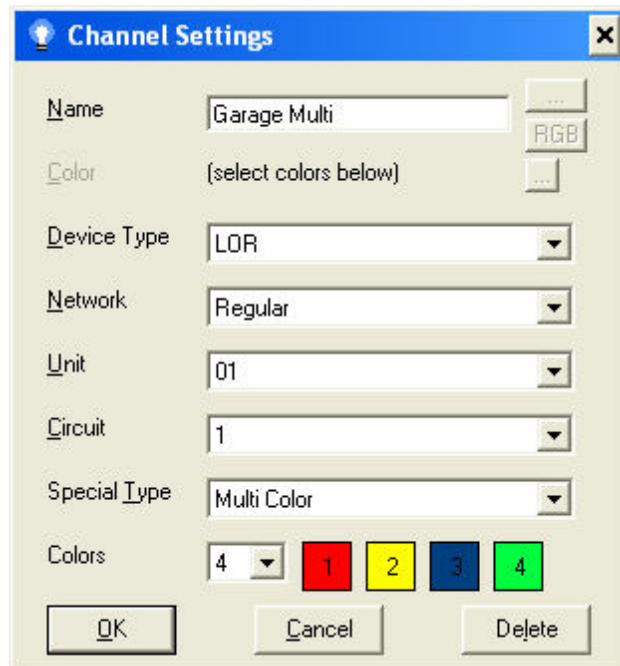 Channel Settings
Name
Garage Multi
...
RGB
Color
(select colors below)
...
Device Type
LOR
Network
Regular
Unit
01
Circuit
1
Special Type
Multi Color
Colors
4
1
2
3
4
OK
Cancel
Delete